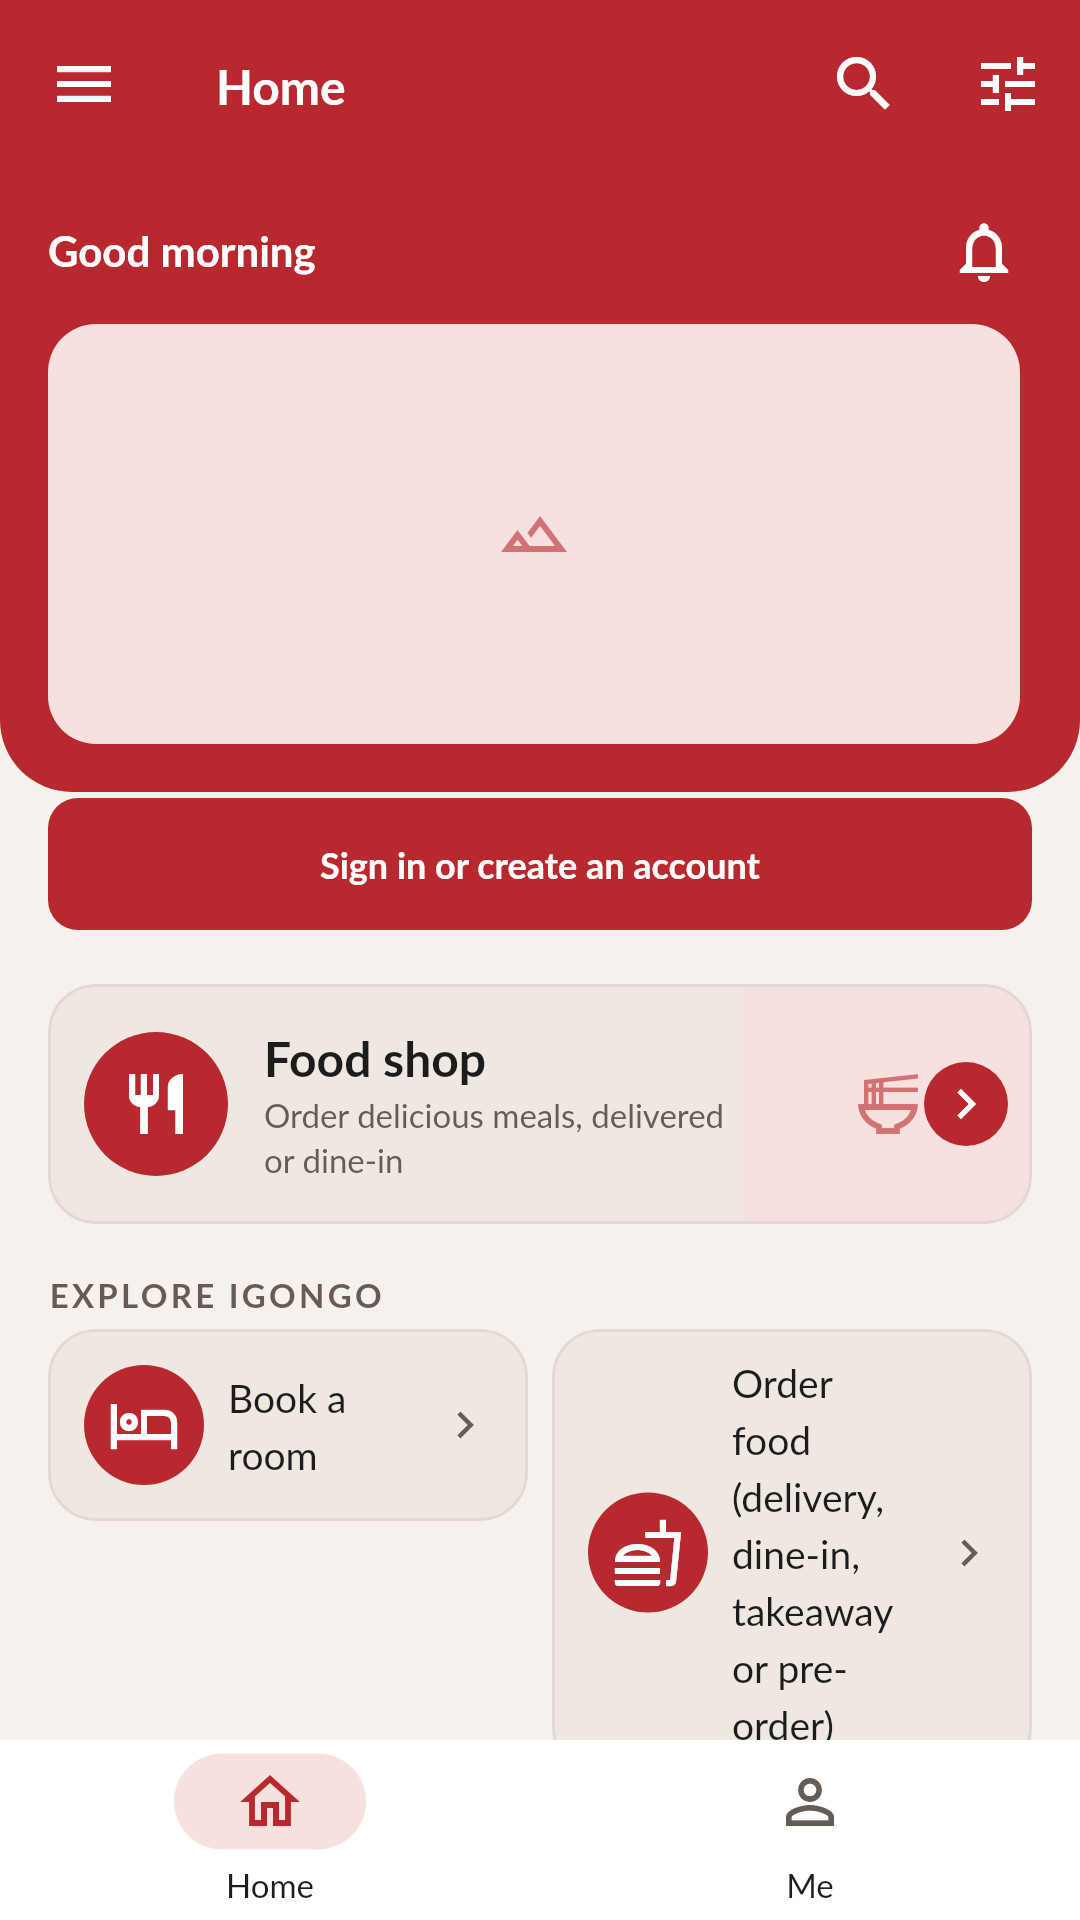 Home
Good morning
Sign in or create an account
Food shop
Order delicious meals, delivered
or dine-in
EXPLORE IGONGO
Book a
room
Order
food
(delivery,
dine-in,
takeaway
or pre-
order)
Home
Me